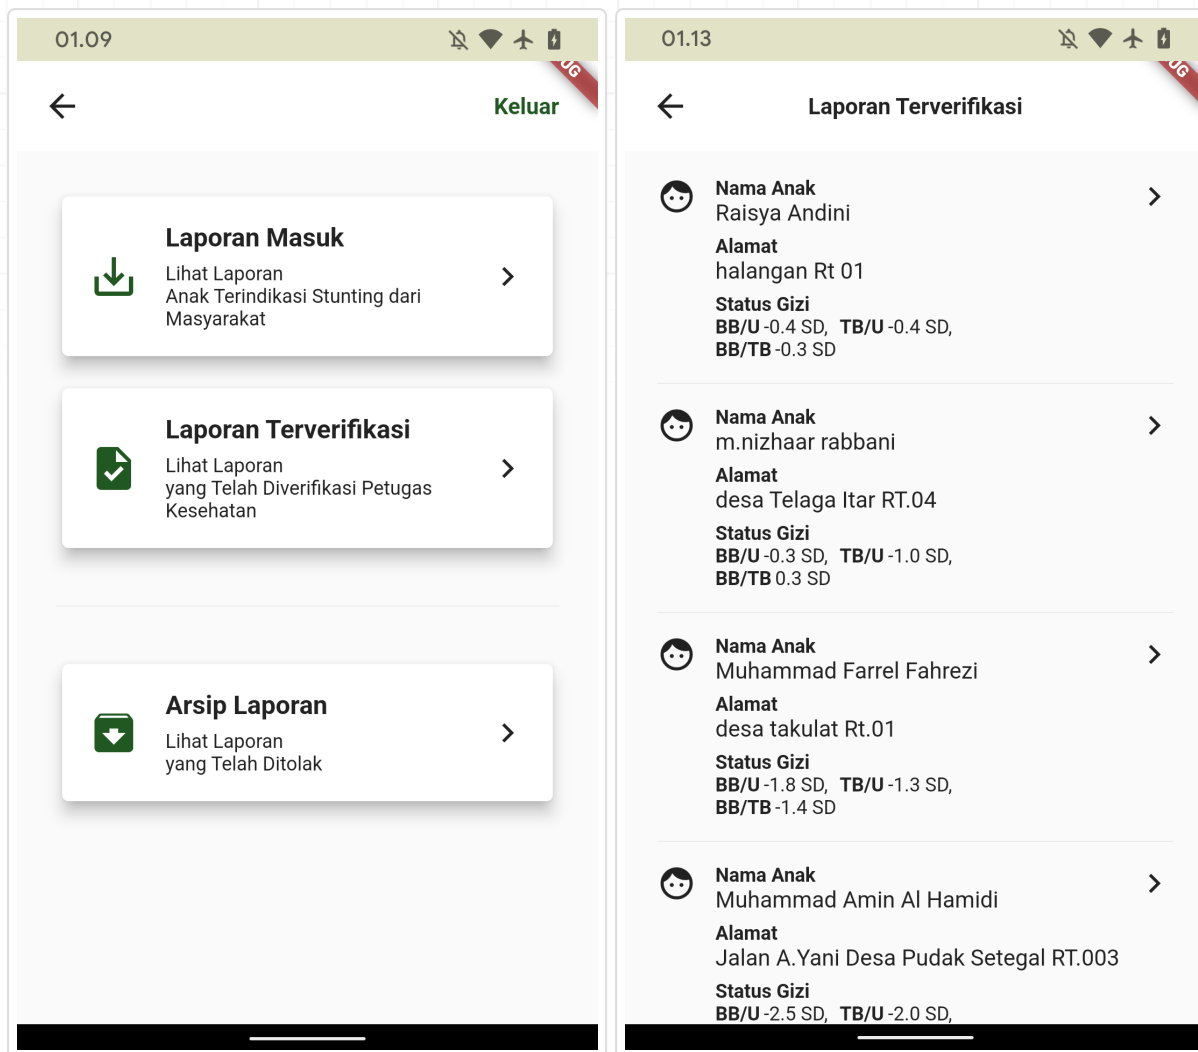 01.09
Keluar
Laporan Masuk
Lihat Laporan
Anak Terindikasi Stunting dari
Masyarakat
Laporan Terverifikasi
Lihat Laporan
yang Telah Diverifikasi Petugas
Kesehatan
Arsip Laporan
Lihat Laporan
yang Telah Ditolak
01.13
Laporan Terverifikasi
Nama Anak
Raisya Andini
Alamat
halangan Rt 01
Status Gizi
BB/U -0.4 SD, TB/U -0.4 SD,
BB/TB -0.3 SD
Nama Anak
m.nizhaar rabbani
Alamat
desa Telaga Itar RT.04
Status Gizi
BB/U -0.3 SD, TB/U -1.0 SD,
BB/TB 0.3 SD
Nama Anak
Muhammad Farrel Fahrezi
Alamat
desa takulat Rt.01
Status Gizi
BB/U -1.8 SD, TB/U -1.3 SD,
BB/TB -1.4 SD
Nama Anak
Muhammad Amin Al Hamidi
Alamat
Jalan A.Yani Desa Pudak Setegal RT.003
Status Gizi
BB/U -2.5 SD, TB/U -2.0 SD,